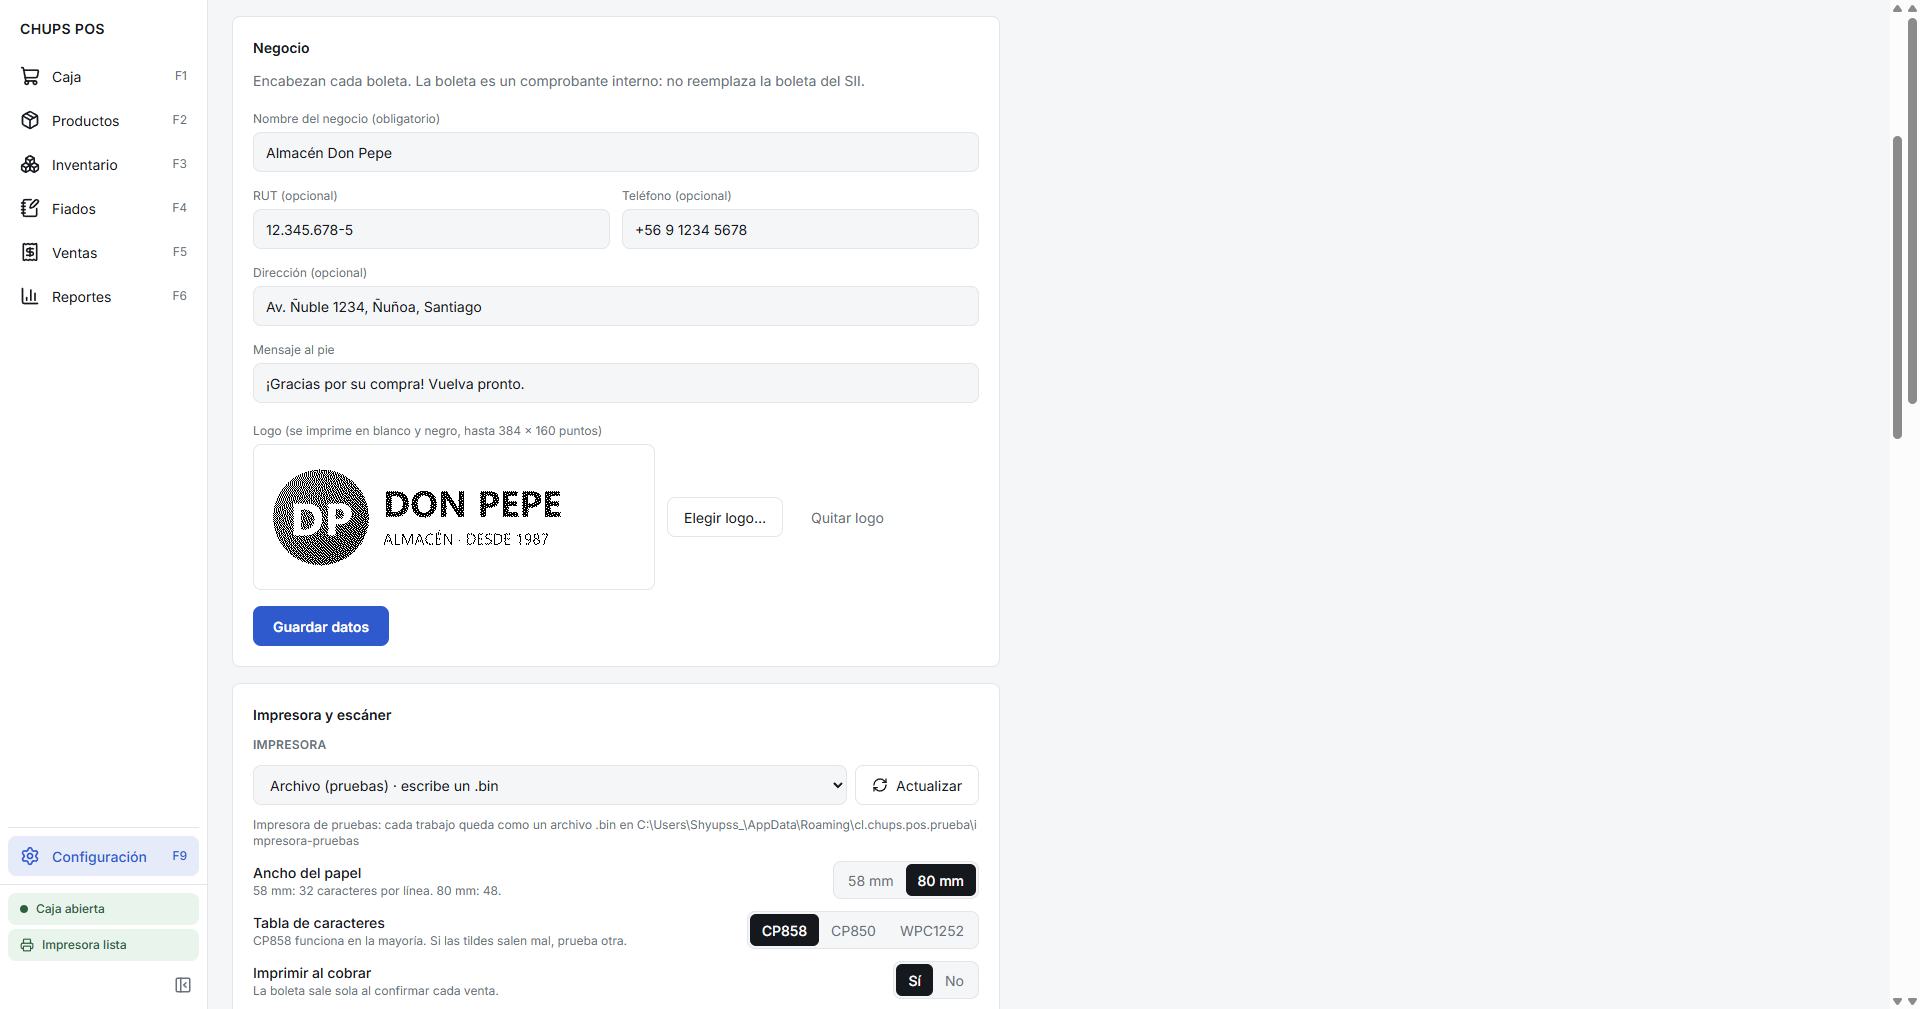 CHUPS POS
Caja F1
Productos F2
Inventario F3
Fiados F4
Ventas F5
Reportes F6
Configuración F9
Caja abierta
Impresora lista
Negocio
Encabezan cada boleta. La boleta es un comprobante interno: no reemplaza la boleta del SII.
Nombre del negocio (obligatorio)
Almacén Don Pepe
RUT (opcional) Teléfono (opcional)
12.345.678-5 +56 9 1234 5678
Dirección (opcional)
Av. Ñuble 1234, Ñuñoa, Santiago
Mensaje al pie
¡Gracias por su compra! Vuelva pronto.
Logo (se imprime en blanco y negro, hasta 384 × 160 puntos)
DP
DON PEPE
ALMACÉN · DESDE 1987
Elegir logo... Quitar logo
Guardar datos
Impresora y escáner
IMPRESORA
Archivo (pruebas) · escribe un .bin Actualizar
Impresora de pruebas: cada trabajo queda como un archivo .bin en C:\Users\Shyupss_\AppData\Roaming\cl.chups.pos.prueba\i
mpresora-pruebas
Ancho del papel
58 mm: 32 caracteres por línea. 80 mm: 48.
58 mm 80 mm
Tabla de caracteres
CP858 funciona en la mayoría. Si las tildes salen mal, prueba otra.
CP858 CP850 WPC1252
Imprimir al cobrar
La boleta sale sola al confirmar cada venta.
Sí No